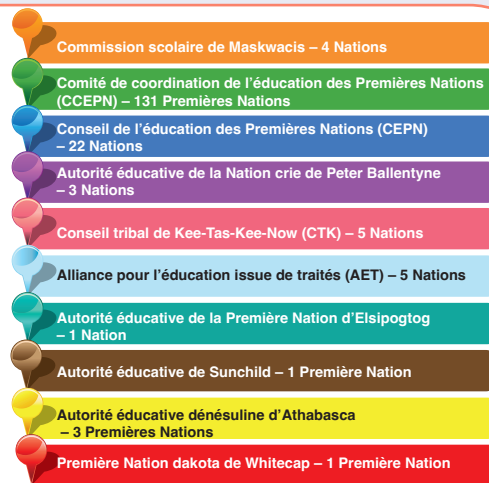 Commission scolaire de Maskwacis – 4 Nations
Comité de coordination de l'éducation des Premières Nations
(CCEPN) – 131 Premières Nations
Conseil de l'éducation des Premières Nations (CEPN)
– 22 Nations
Autorité éducative de la Nation crie de Peter Ballentyne
– 3 Nations
Conseil tribal de Kee-Tas-Kee-Now (CTK) – 5 Nations
Alliance pour l'éducation issue de traités (AET) – 5 Nations
Autorité éducative de la Première Nation d'Elsipogtog
– 1 Nation
Autorité éducative de Sunchild – 1 Première Nation
Autorité éducative dénésuline d'Athabasca
– 3 Premières Nations
Première Nation dakota de Whitecap – 1 Première Nation